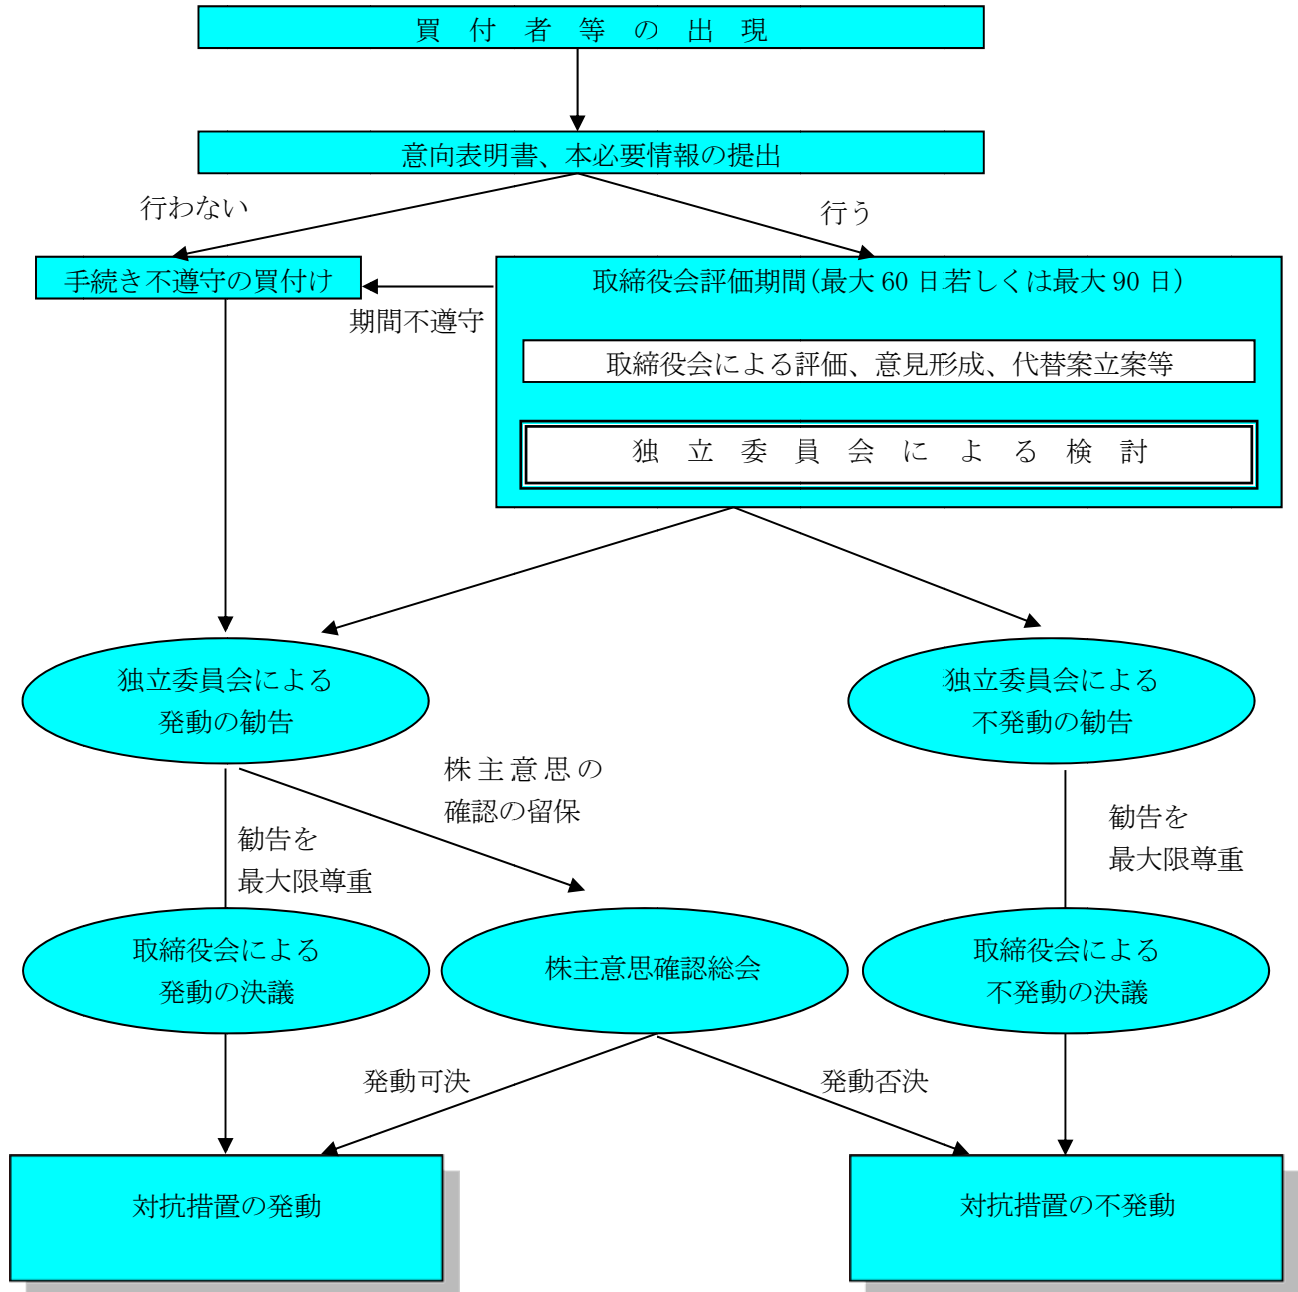 買付者等の出現
意向表明書、本必要情報の提出
行わない
行う
手続き不遵守の買付け
期間不遵守
取締役会評価期間(最大 60 日若しくは最大 90 日)
取締役会による評価、意見形成、代替案立案等
独立委員会による検討
独立委員会による
発動の勧告
独立委員会による
不発動の勧告
株主意思の
確認の留保
勧告を
最大限尊重
勧告を
最大限尊重
取締役会による
発動の決議
株主意思確認総会
取締役会による
不発動の決議
発動可決
発動否決
対抗措置の発動
対抗措置の不発動